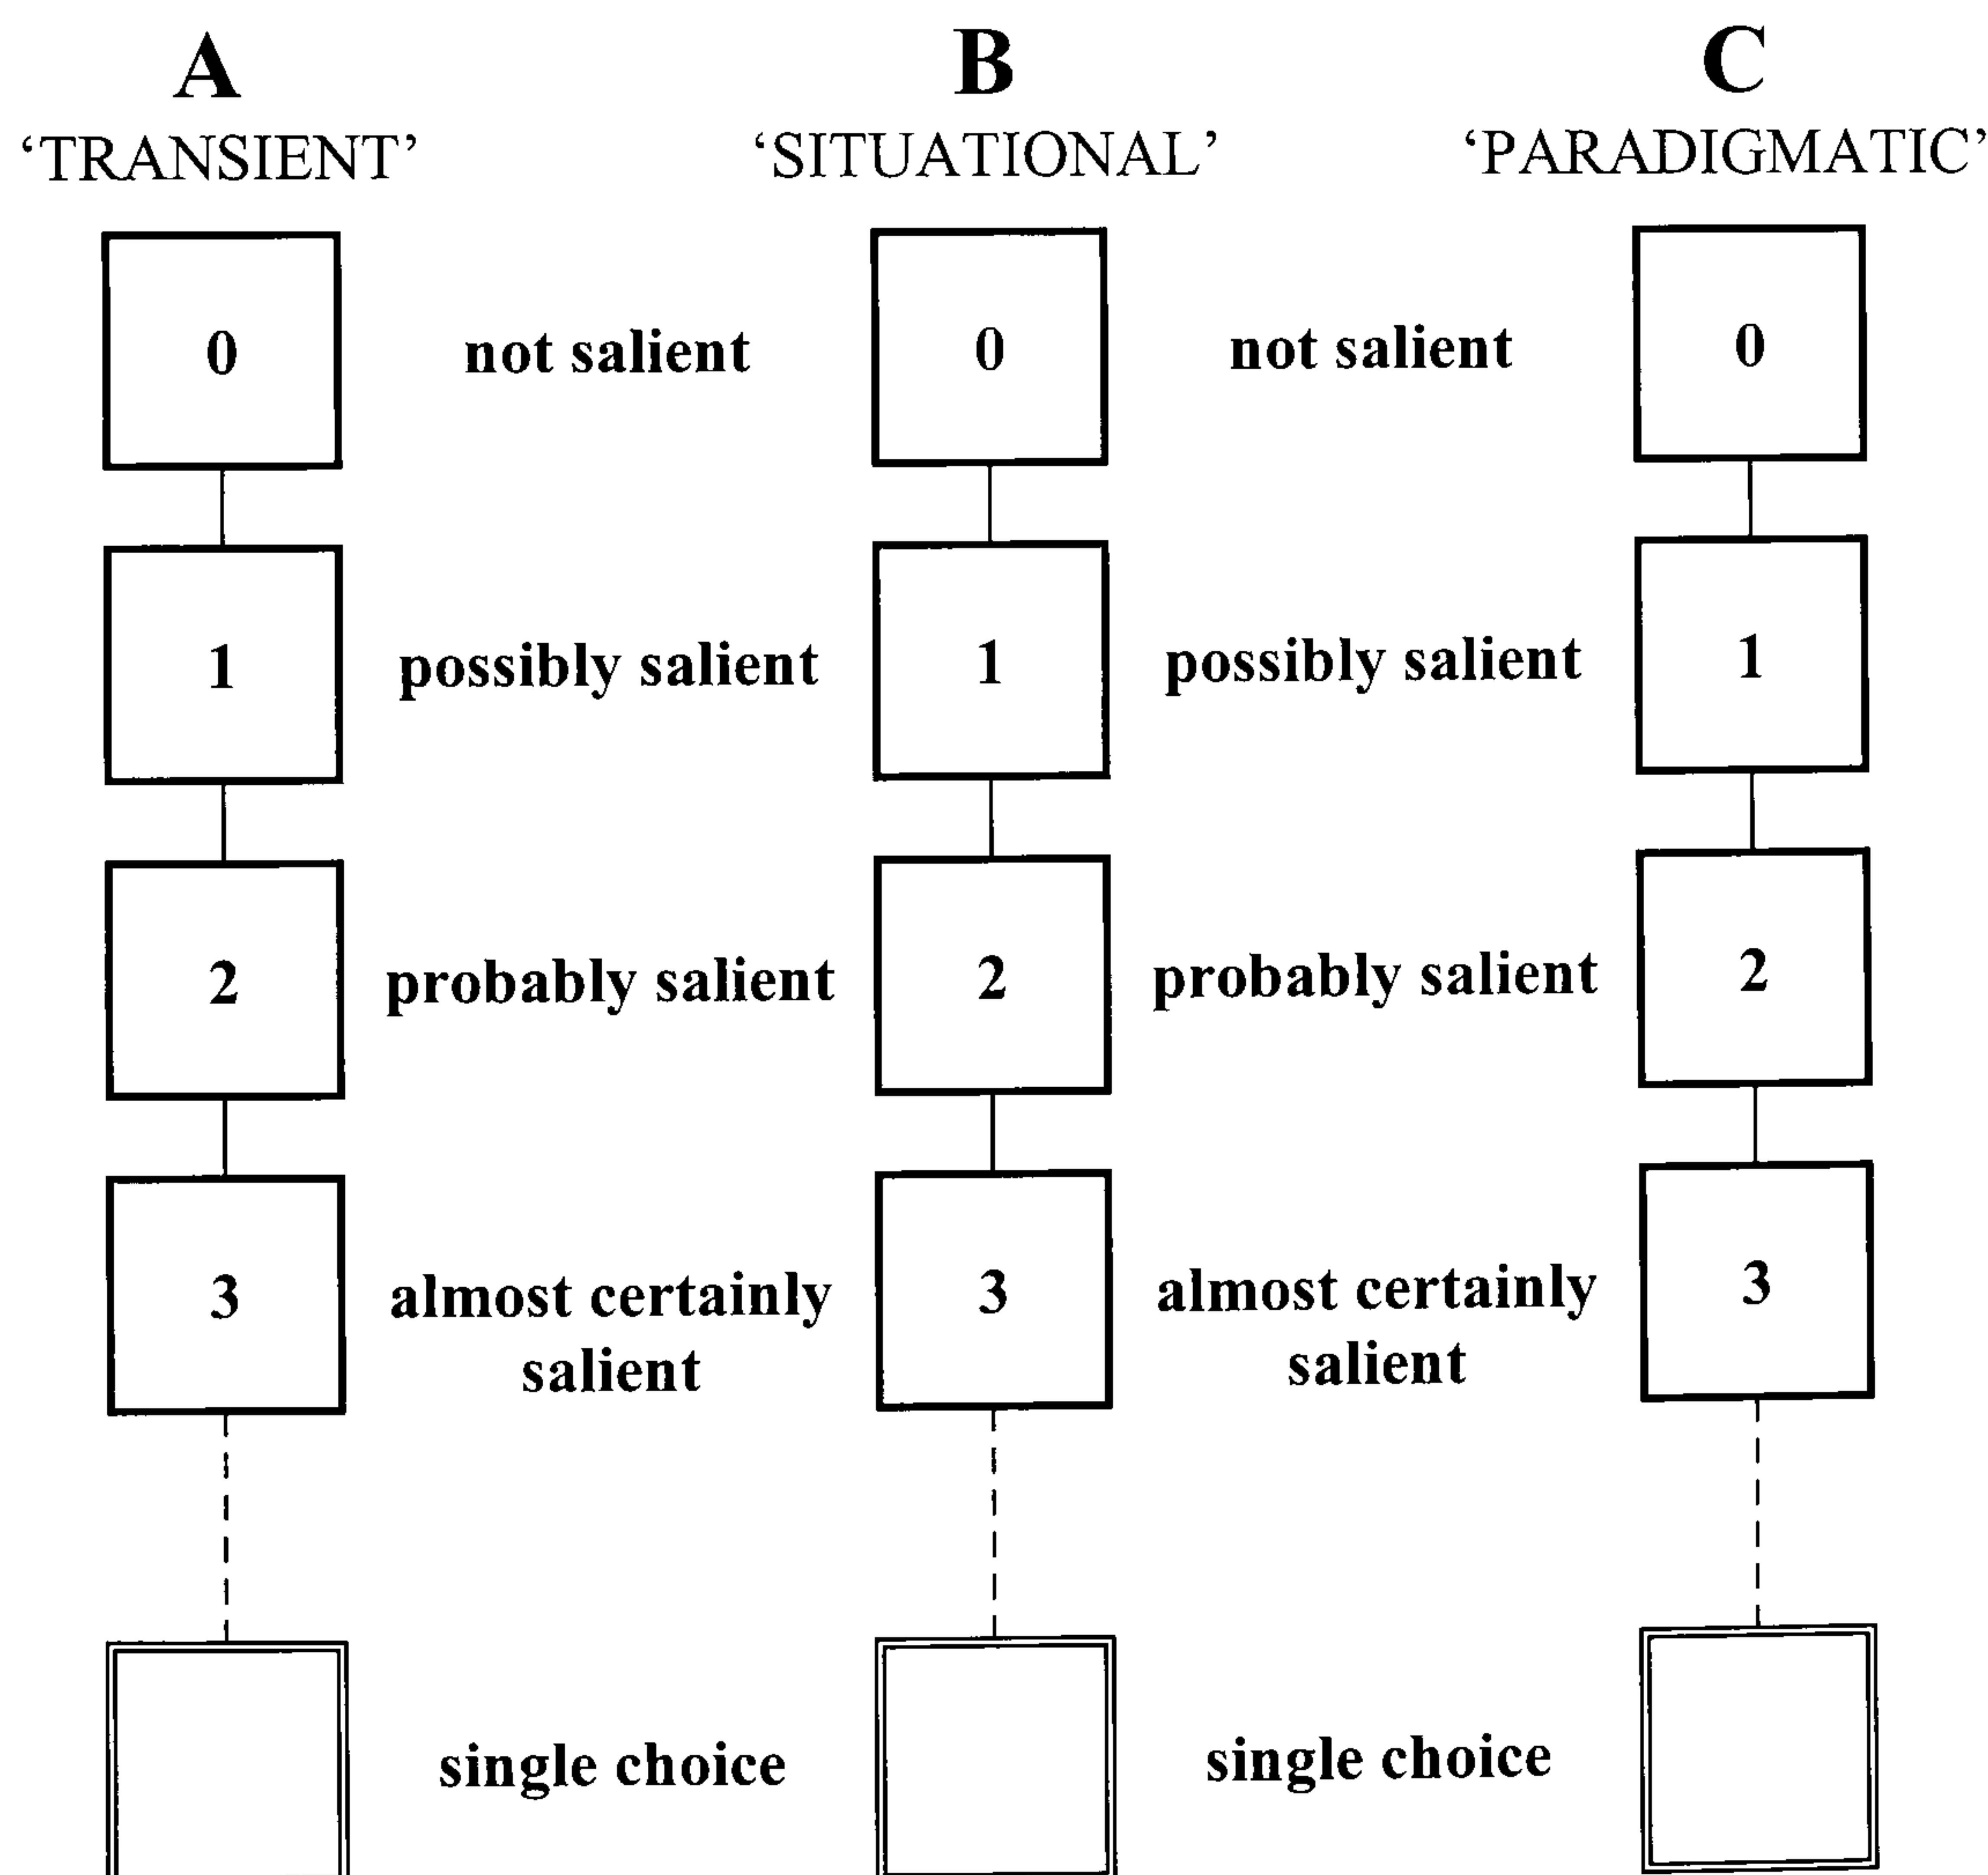 A B C
‘TRANSIENT’ ‘SITUATIONAL’ ‘PARADIGMATIC’
0 not salient 0 not salient 0
1 possibly salient 1 possibly salient 1
2 probably salient 2 probably salient 2
3 almost certainly 3 almost certainly 3
salient salient
single choice single choice